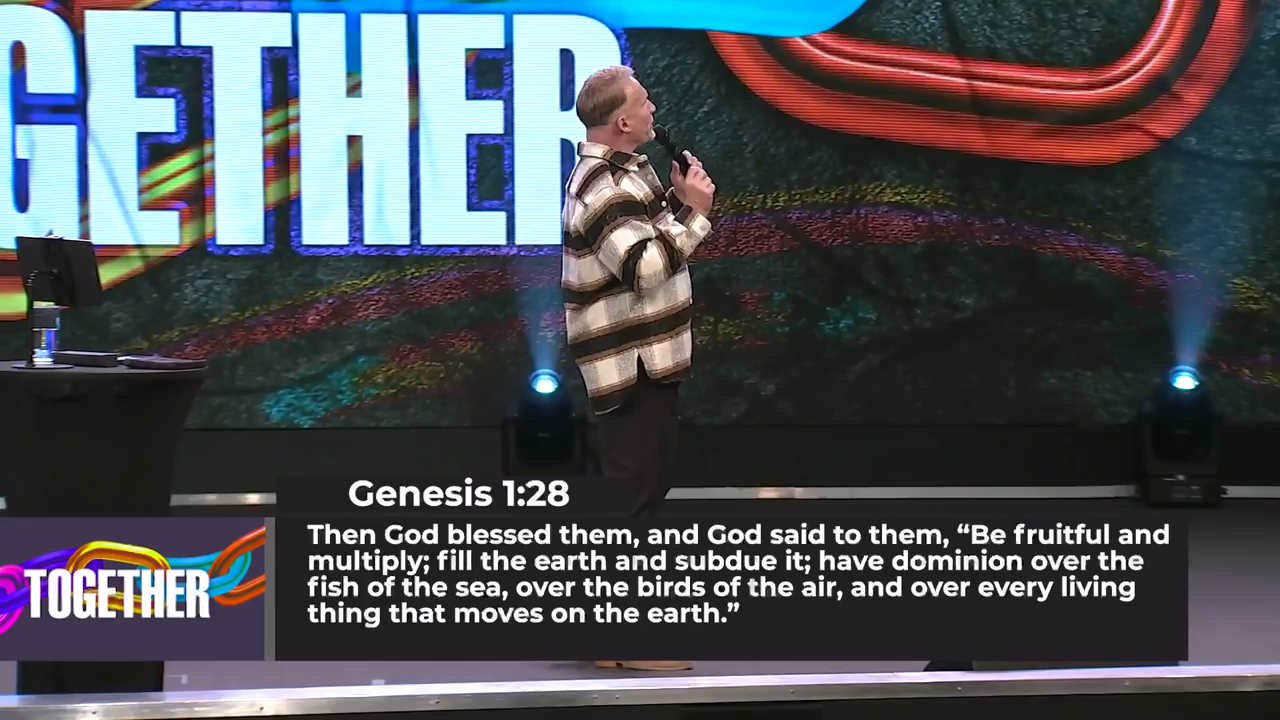 GETHER
Genesis 1:28
Then God blessed them, and God said to them, “Be fruitful and
multiply; fill the earth and subdue it; have dominion over the
fish of the sea, over the birds of the air, and over every living
thing that moves on the earth.”
TOGETHER